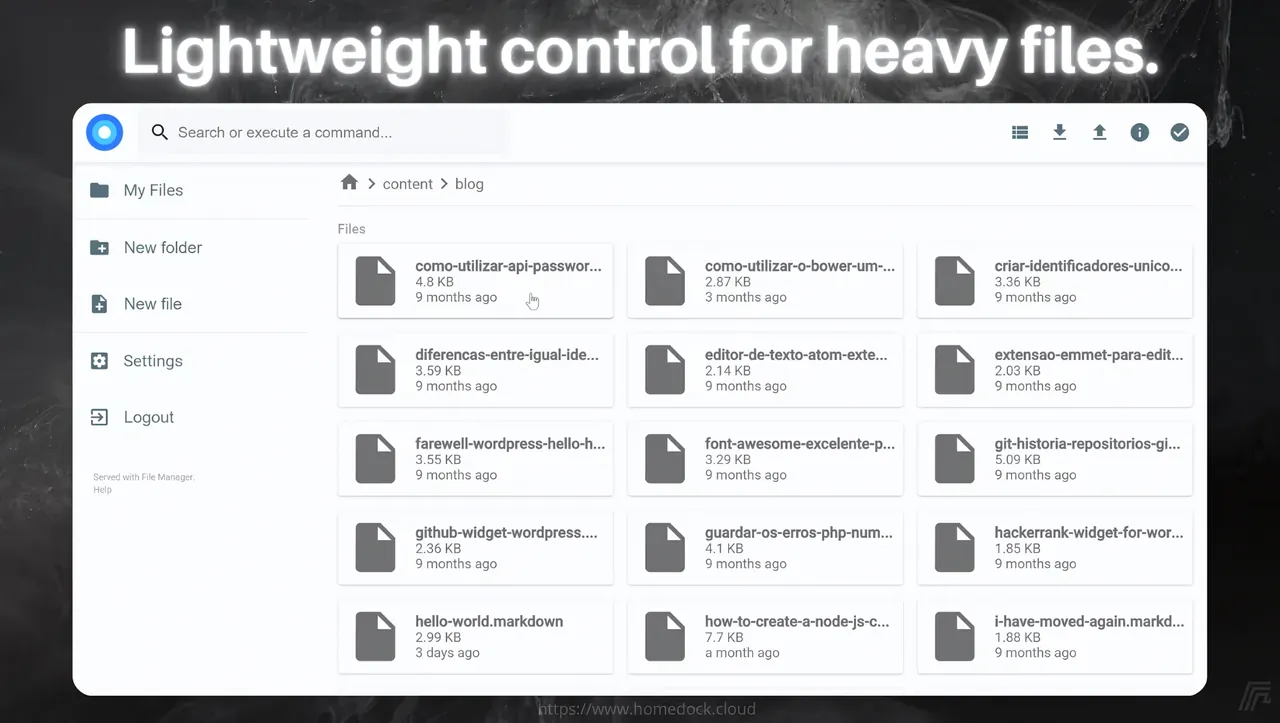 Lightweight control for heavy files.
Search or execute a command...
My Files
New folder
New file
Settings
Logout
Served with File Manager.
Help
content
blog
Files
como-utilizar-api-passwor...
4.8 KB
9 months ago
como-utilizar-o-bower-um-...
2.87 KB
3 months ago
criar-identificadores-unico...
3.36 KB
9 months ago
diferencas-entre-igual-ide...
3.59 KB
9 months ago
editor-de-texto-atom-exte...
2.14 KB
9 months ago
extensao-emmet-para-edit...
2.03 KB
9 months ago
farewell-wordpress-hello-h...
3.55 KB
9 months ago
font-awesome-excelente-p...
3.29 KB
9 months ago
git-historia-repositorios-gi...
5.09 KB
9 months ago
github-widget-wordpress....
2.36 KB
9 months ago
guardar-os-erros-php-num...
4.1 KB
9 months ago
hackerrank-widget-for-wor...
1.85 KB
9 months ago
hello-world.markdown
2.99 KB
3 days ago
how-to-create-a-node-js-c...
7.7 KB
a month ago
i-have-moved-again.markd...
1.88 KB
9 months ago
https://www.homedock.cloud